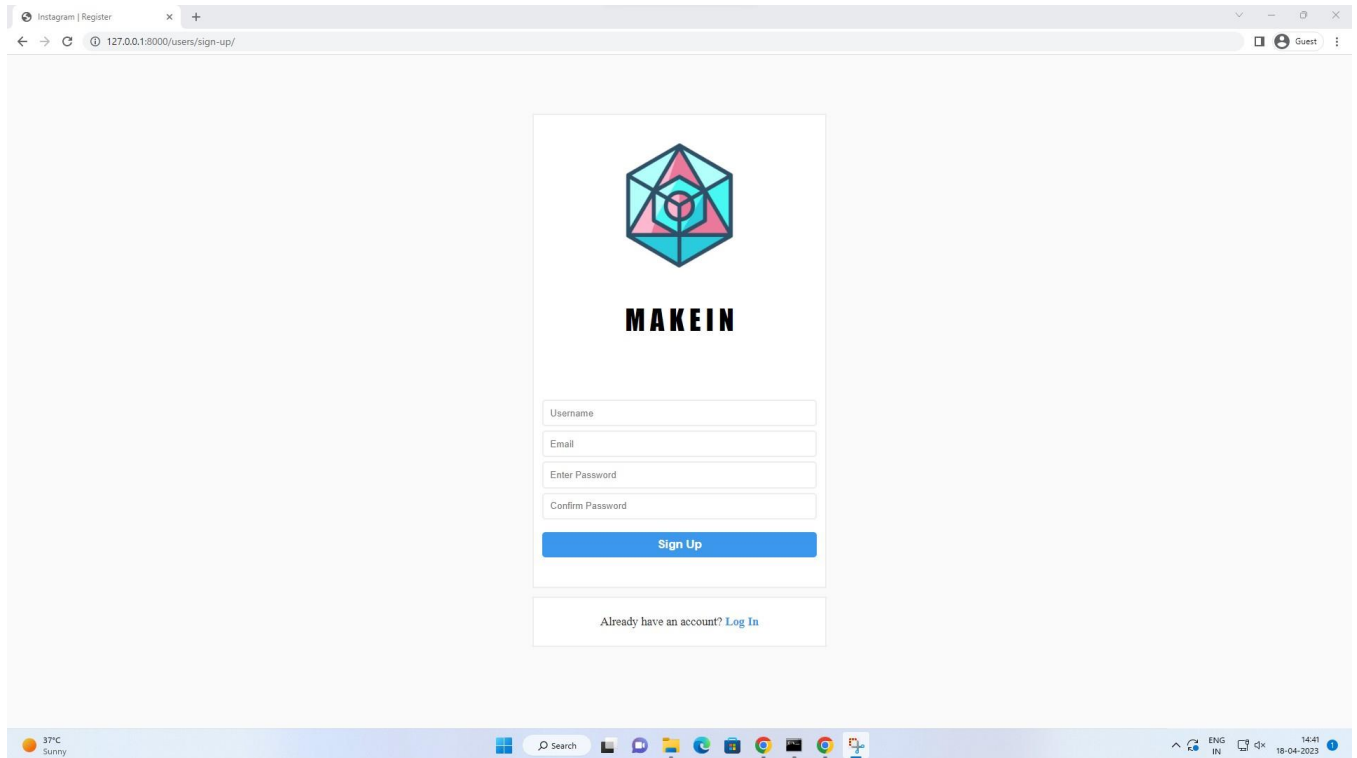 Instagram | Register
127.0.0.1:8000/users/sign-up/
Guest
MAKEIN
Username
Email
Enter Password
Confirm Password
Sign Up
Already have an account? Log In
37°C
Sunny
Search
ENG
IN
14:41
18-04-2023
1